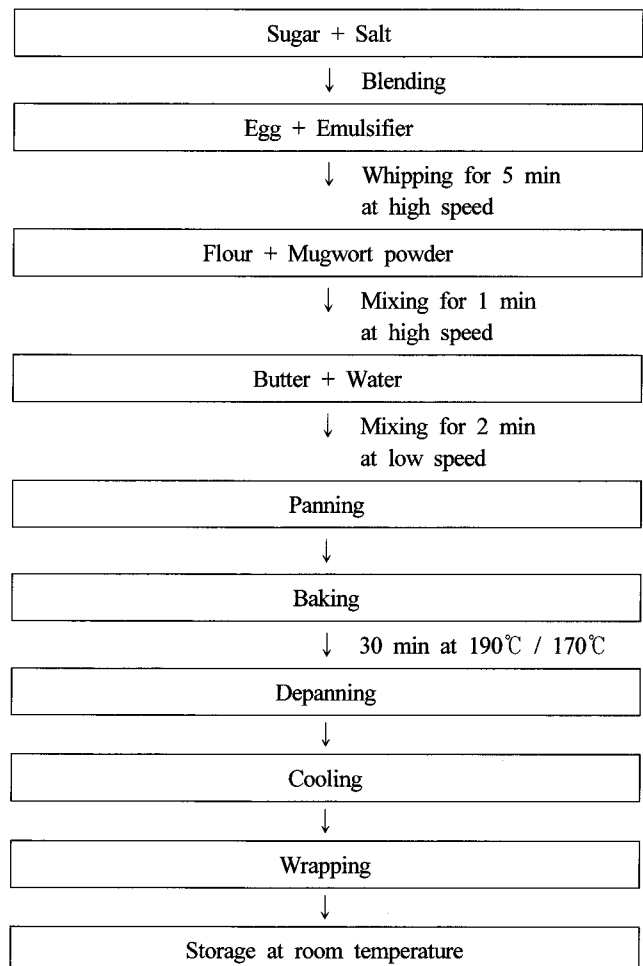 Sugar + Salt
↓ Blending
Egg + Emulsifier
↓ Whipping for 5 min
at high speed
Flour + Mugwort powder
↓ Mixing for 1 min
at high speed
Butter + Water
↓ Mixing for 2 min
at low speed
Panning
↓
Baking
↓ 30 min at 190℃ / 170℃
Depanning
↓
Cooling
↓
Wrapping
↓
Storage at room temperature